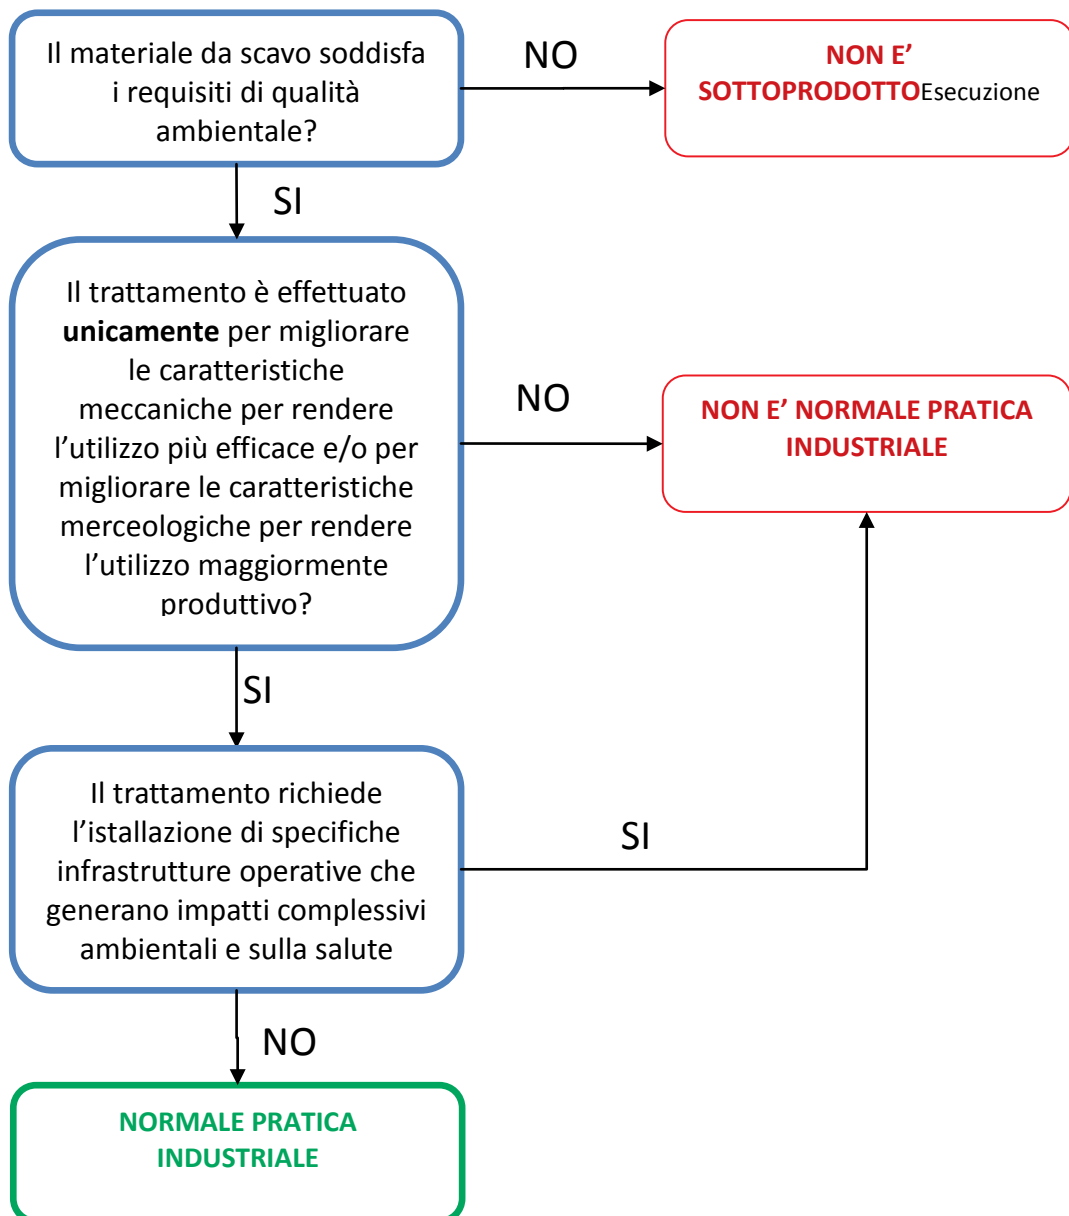 Il materiale da scavo soddisfa
i requisiti di qualità
ambientale?
NO
NON E'
SOTTOPRODOTTOEsecuzione
SI
Il trattamento è effettuato
unicamente per migliorare
le caratteristiche
meccaniche per rendere
l’utilizzo più efficace e/o per
migliorare le caratteristiche
merceologiche per rendere
l’utilizzo maggiormente
produttivo?
NO
NON E’ NORMALE PRATICA
INDUSTRIALE
SI
Il trattamento richiede
l’istallazione di specifiche
infrastrutture operative che
generano impatti complessivi
ambientali e sulla salute
SI
NO
NORMALE PRATICA
INDUSTRIALE